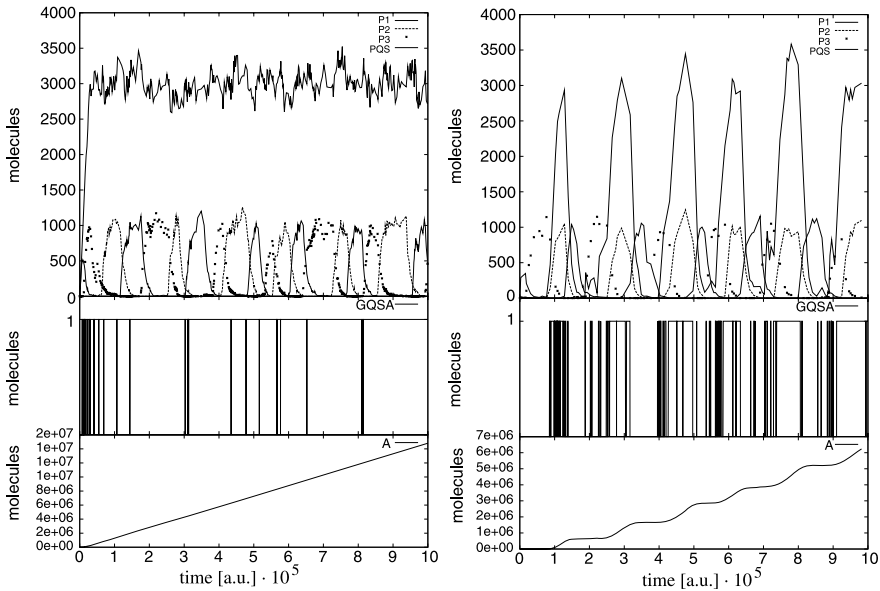 4000
3500
3000
2500
2000
1500
1000
500
0
molecules
P1
P2
P3
PQS
1
molecules
GQSA
2e+07
1e+07
1e+07
8e+06
6e+06
4e+06
2e+06
0e+00
molecules
A
0 1 2 3 4 5 6 7 8 9 10
time [a.u.] · 10^5
4000
3500
3000
2500
2000
1500
1000
500
0
molecules
P1
P2
P3
PQS
1
molecules
GQSA
7e+06
6e+06
5e+06
4e+06
3e+06
2e+06
1e+06
0e+00
molecules
A
0 1 2 3 4 5 6 7 8 9 10
time [a.u.] · 10^5